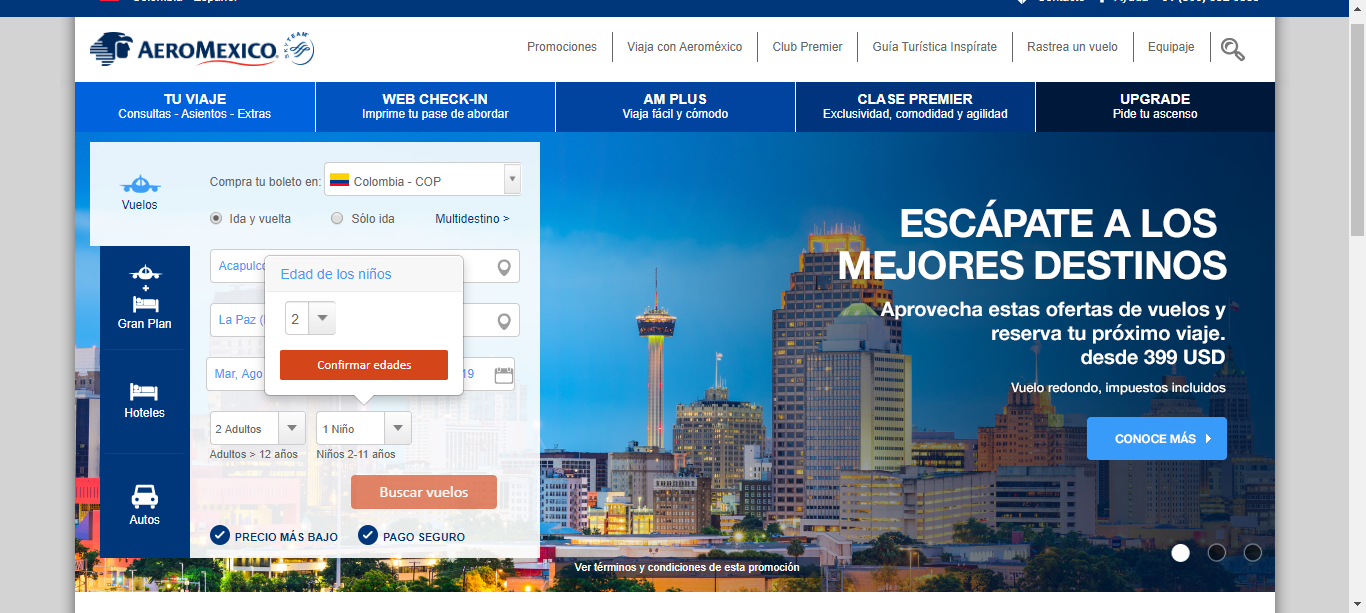 AEROMEXICO. SKYTEAM
Promociones
Viaja con Aeroméxico
Club Premier
Guía Turística Inspírate
Rastrea un vuelo
Equipaje
TU VIAJE
Consultas - Asientos - Extras
WEB CHECK-IN
Imprime tu pase de abordar
AM PLUS
Viaja fácil y cómodo
CLASE PREMIER
Exclusividad, comodidad y agilidad
UPGRADE
Pide tu ascenso
Vuelos
+
Gran Plan
Hoteles
Autos
Compra tu boleto en: Colombia - COP
Ida y vuelta
Sólo ida
Multidestino >
Acapulc
Edad de los niños
2
La Paz (
Confirmar edades
Mar, Ago
19
2 Adultos
1 Niño
Adultos > 12 años
Niños 2-11 años
Buscar vuelos
PRECIO MÁS BAJO
PAGO SEGURO
ESCÁPATE A LOS
MEJORES DESTINOS
Aprovecha estas ofertas de vuelos y
reserva tu próximo viaje.
desde 399 USD
Vuelo redondo, impuestos incluidos
CONOCE MÁS
Ver términos y condiciones de esta promoción